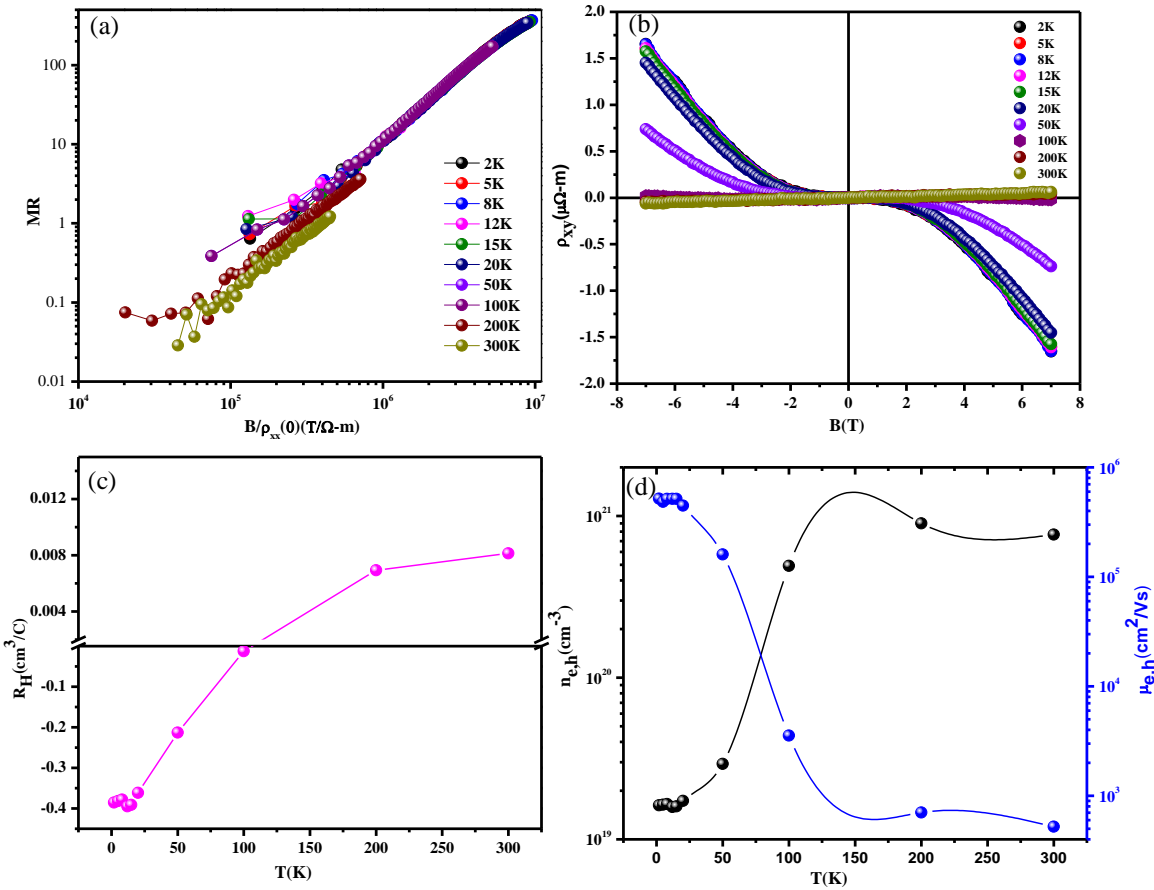 (a)
MR
100
10
1
0.1
0.01
10⁴
10⁵
10⁶
10⁷
B/ρxx(0)(T/Ω-m)
2K
5K
8K
12K
15K
20K
50K
100K
200K
300K
(b)
ρxy(μΩ-m)
2.0
1.5
1.0
0.5
0.0
-0.5
-1.0
-1.5
-2.0
-8
-6
-4
-2
0
2
4
6
8
B(T)
2K
5K
8K
12K
15K
20K
50K
100K
200K
300K
(c)
R_H(cm³/C)
0.012
0.008
0.004
-0.1
-0.2
-0.3
-0.4
0
50
100
150
200
250
300
T(K)
(d)
n_e,h(cm⁻³)
10²¹
10²⁰
10¹⁹
0
50
100
150
200
250
300
T(K)
10⁶
10⁵
10⁴
10³
μ_e,h(cm²/Vs)